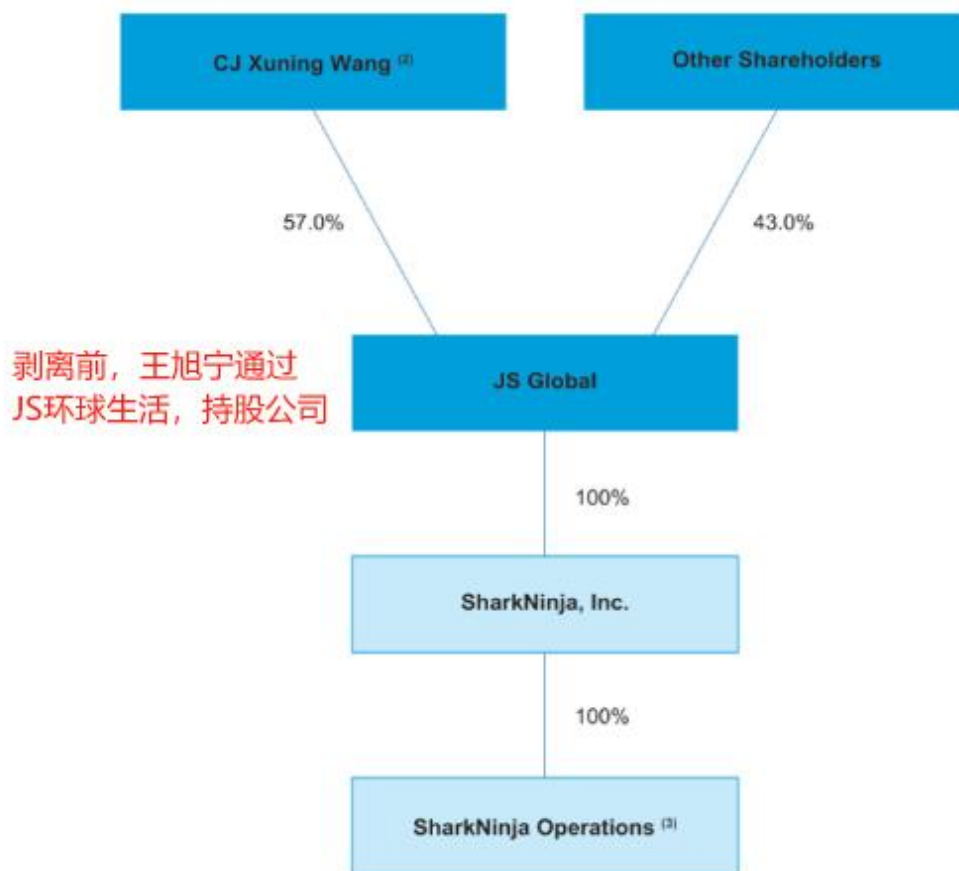 CJ Xuning Wang (2)
Other Shareholders
57.0%
43.0%
剥离前，王旭宁通过
JS环球生活，持股公司
JS Global
100%
SharkNinja, Inc.
100%
SharkNinja Operations (3)